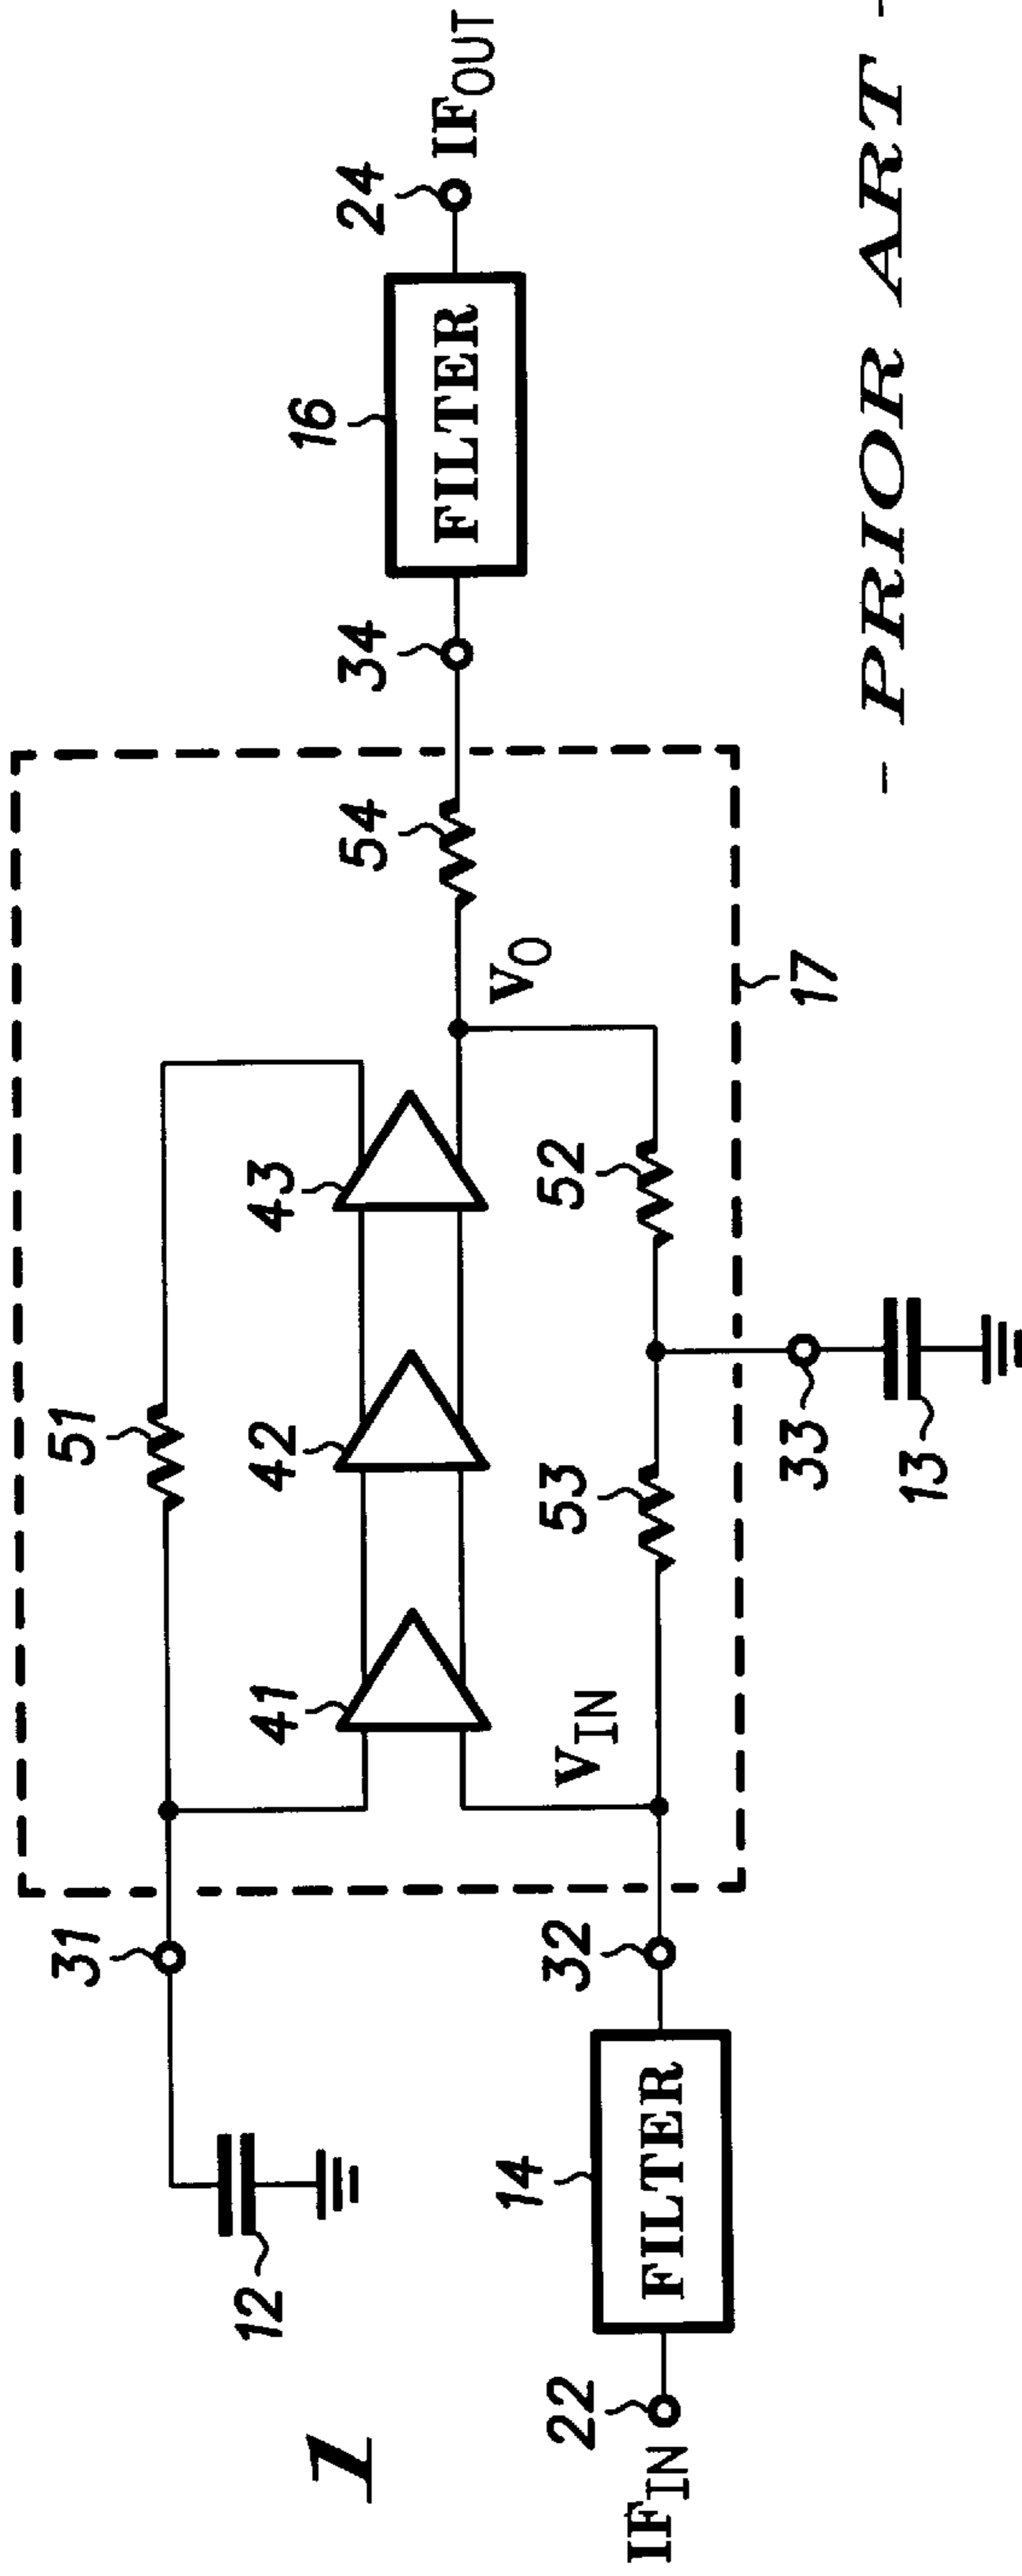 51
31
41
42
43
54
V_O
34
16
FILTER
24
IF_OUT
12
V_IN
32
53
52
14
FILTER
22
IF_IN
33
13
17
1
- PRIOR ART -